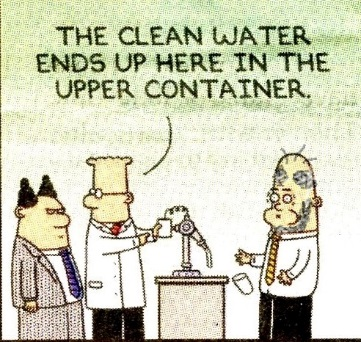 THE CLEAN WATER
ENDS UP HERE IN THE
UPPER CONTAINER.